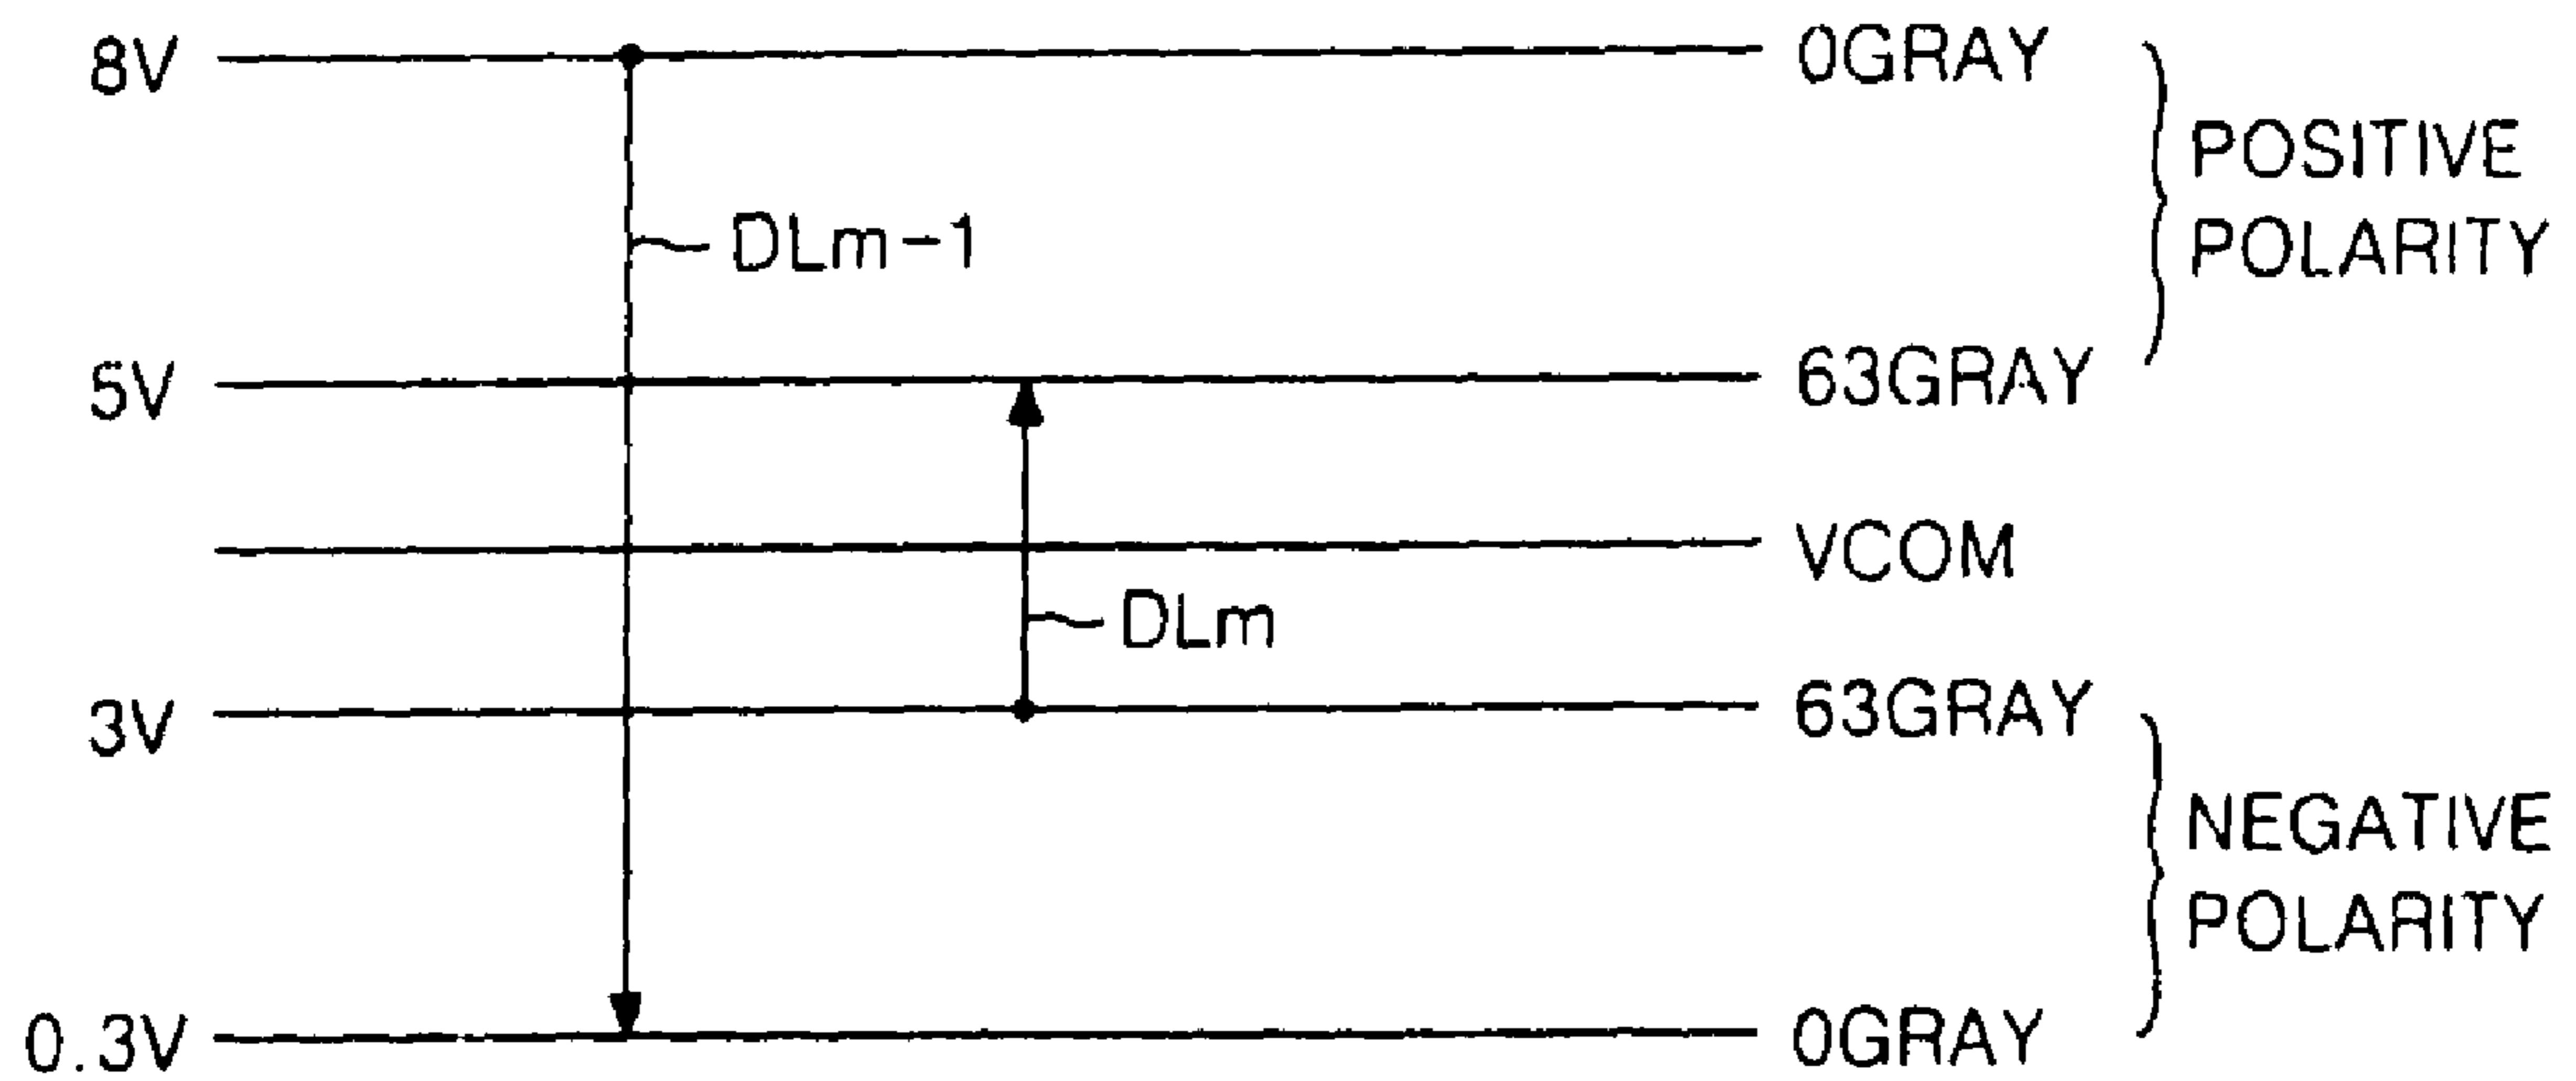 8V
0GRAY
POSITIVE
POLARITY
DLm-1
5V
63GRAY
VCOM
DLm
3V
63GRAY
NEGATIVE
POLARITY
0.3V
0GRAY